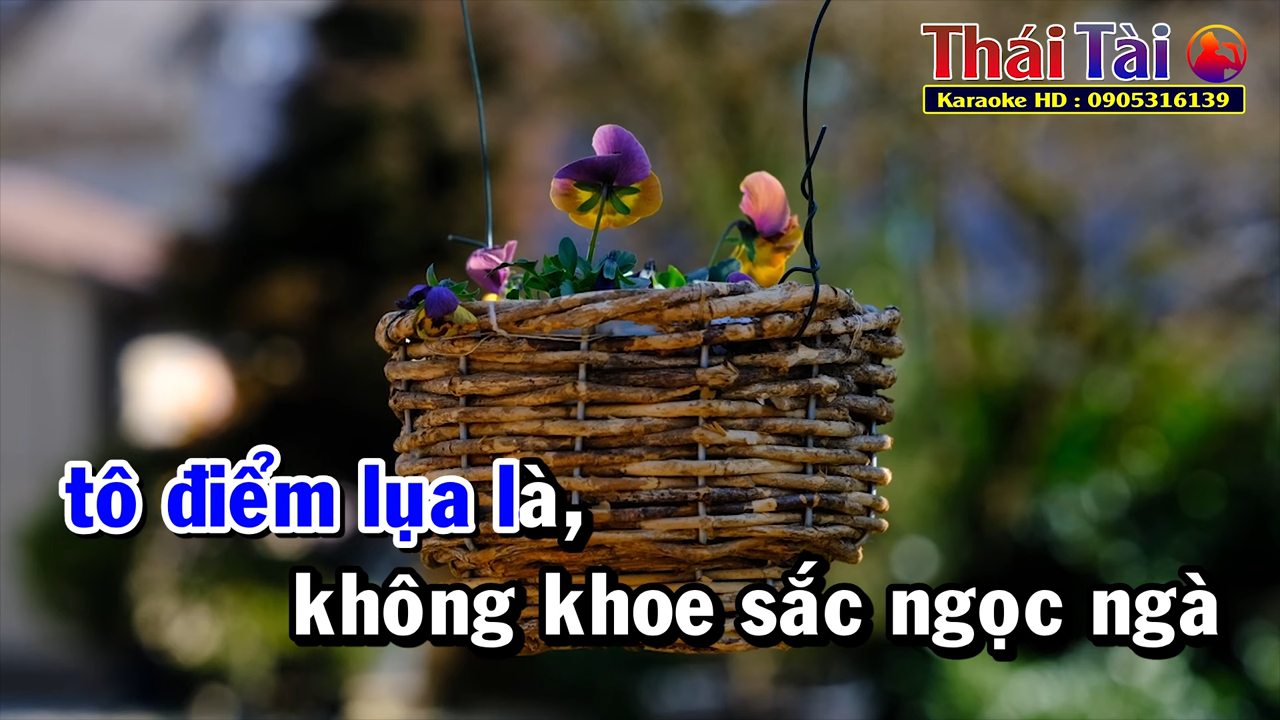 Thái Tài
Karaoke HD : 0905316139
tô điểm lụa là,
không khoe sắc ngọc ngà